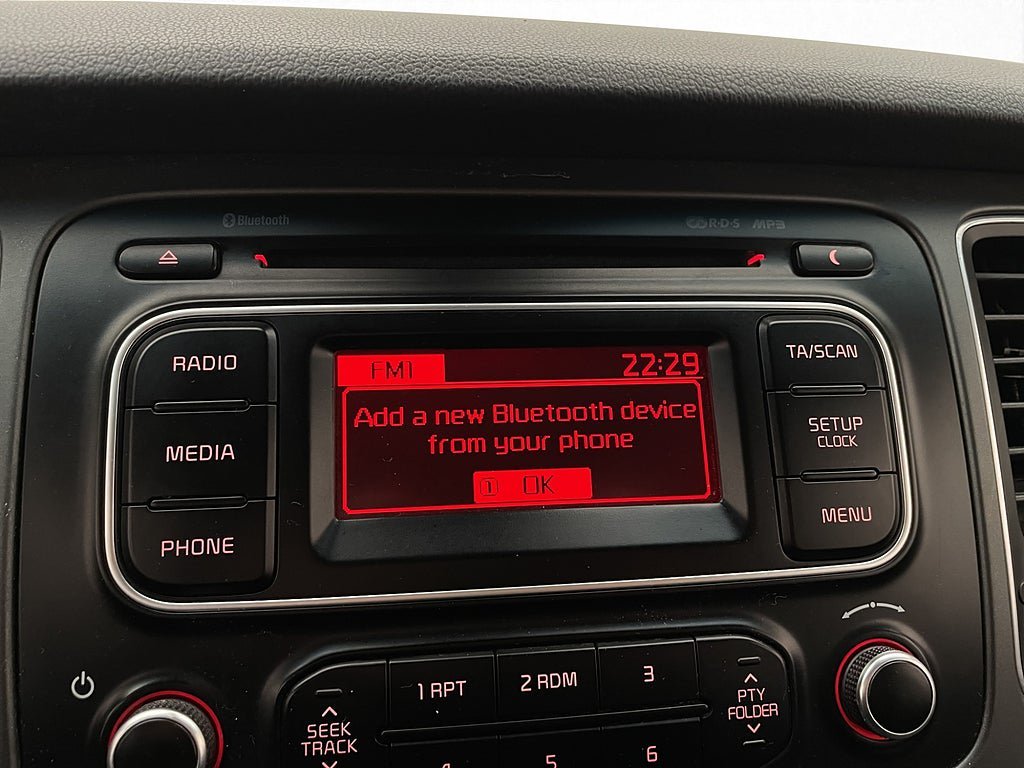 Bluetooth
R·D·S MP3
RADIO
MEDIA
PHONE
FM1 22:29
Add a new Bluetooth device
from your phone
1 OK
TA/SCAN
SETUP
CLOCK
MENU
SEEK
TRACK
1 RPT
2 RDM
3
PTY
FOLDER
4
5
6